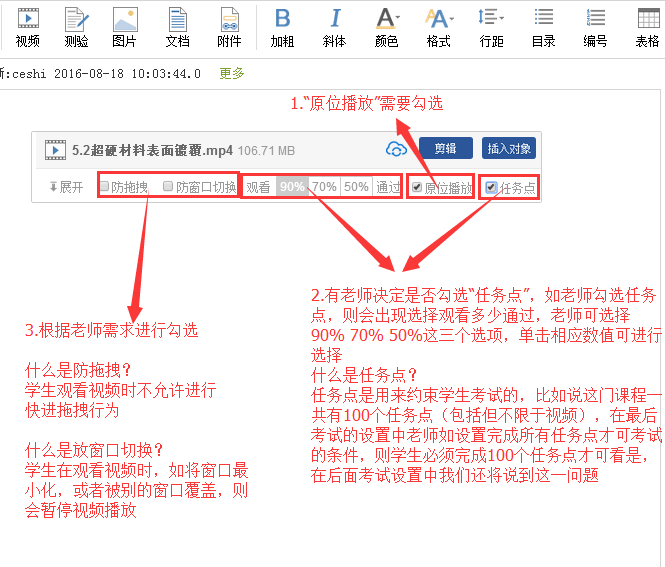 视频 测验 图片 文档 附件 加粗 斜体 颜色 格式 行距 目录 编号 表格
新:ceshi 2016-08-18 10:03:44.0 更多
1.“原位播放”需要勾选
5.2超硬材料表面镀覆.mp4 106.71 MB 剪辑 插入对象
展开 防拖拽 防窗口切换 观看 90% 70% 50% 通过 原位播放 任务点
2.有老师决定是否勾选“任务点”，如老师勾选任务
点，则会出现选择观看多少通过，老师可选择
90% 70% 50%这三个选项，单击相应数值可进行
选择
什么是任务点？
任务点是用来约束学生考试的，比如说这门课程一
共有100个任务点（包括但不限于视频），在最后
考试的设置中老师如设置完成所有任务点才可考试
的条件，则学生必须完成100个任务点才可看是，
在后面考试设置中我们还将说到这一问题
3.根据老师需求进行勾选
什么是防拖拽？
学生观看视频时不允许进行
快进拖拽行为
什么是放窗口切换？
学生在观看视频时，如将窗口最
小化，或者被别的窗口覆盖，则
会暂停视频播放